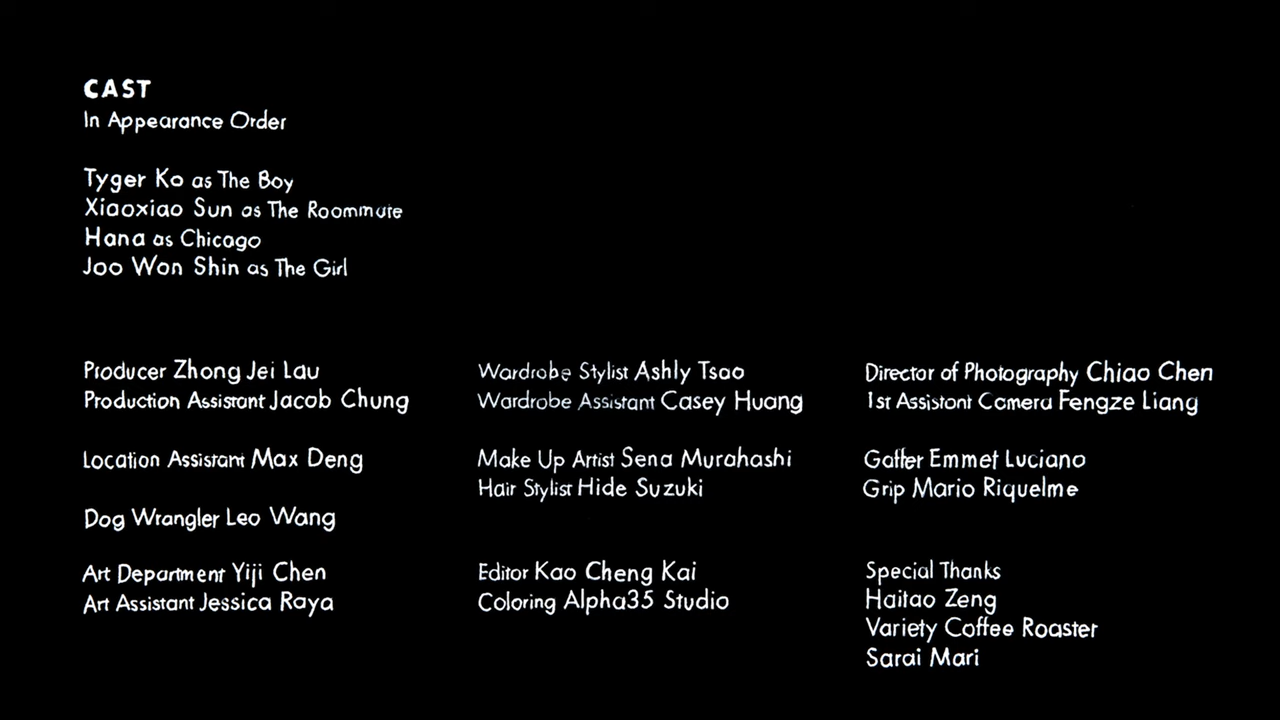 CAST
In Appearance Order
Tyger Ko as The Boy
Xiaoxiao Sun as The Roommate
Hana as Chicago
Joo Won Shin as The Girl
Producer Zhong Jei Lau
Production Assistant Jacob Chung
Location Assistant Max Deng
Dog Wrangler Leo Wang
Art Department Yiji Chen
Art Assistant Jessica Raya
Wardrobe Stylist Ashly Tsao
Wardrobe Assistant Casey Huang
Make Up Artist Sena Murahashi
Hair Stylist Hide Suzuki
Editor Kao Cheng Kai
Coloring Alpha35 Studio
Director of Photography Chiao Chen
1st Assistant Camera Fengze Liang
Gaffer Emmet Luciano
Grip Mario Riquelme
Special Thanks
Haitao Zeng
Variety Coffee Roaster
Sarai Mari